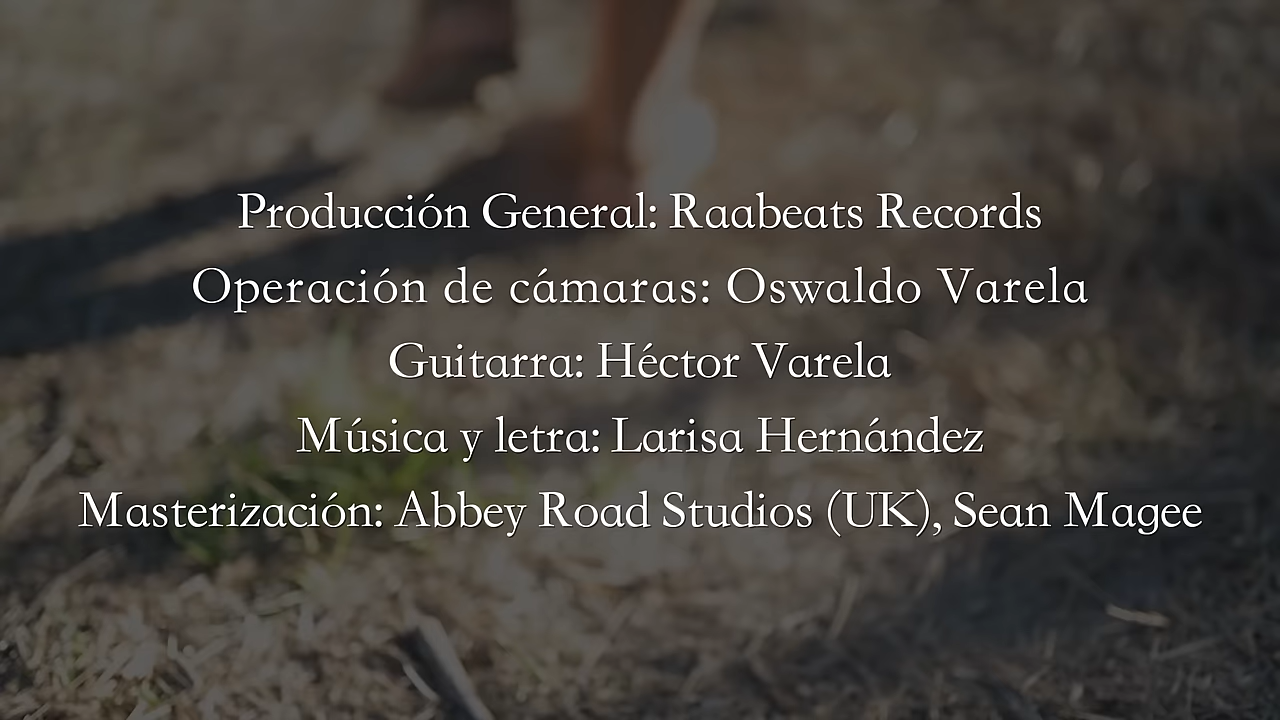 Producción General: Raabeats Records
Operación de cámaras: Oswaldo Varela
Guitarra: Héctor Varela
Música y letra: Larisa Hernández
Masterización: Abbey Road Studios (UK), Sean Magee